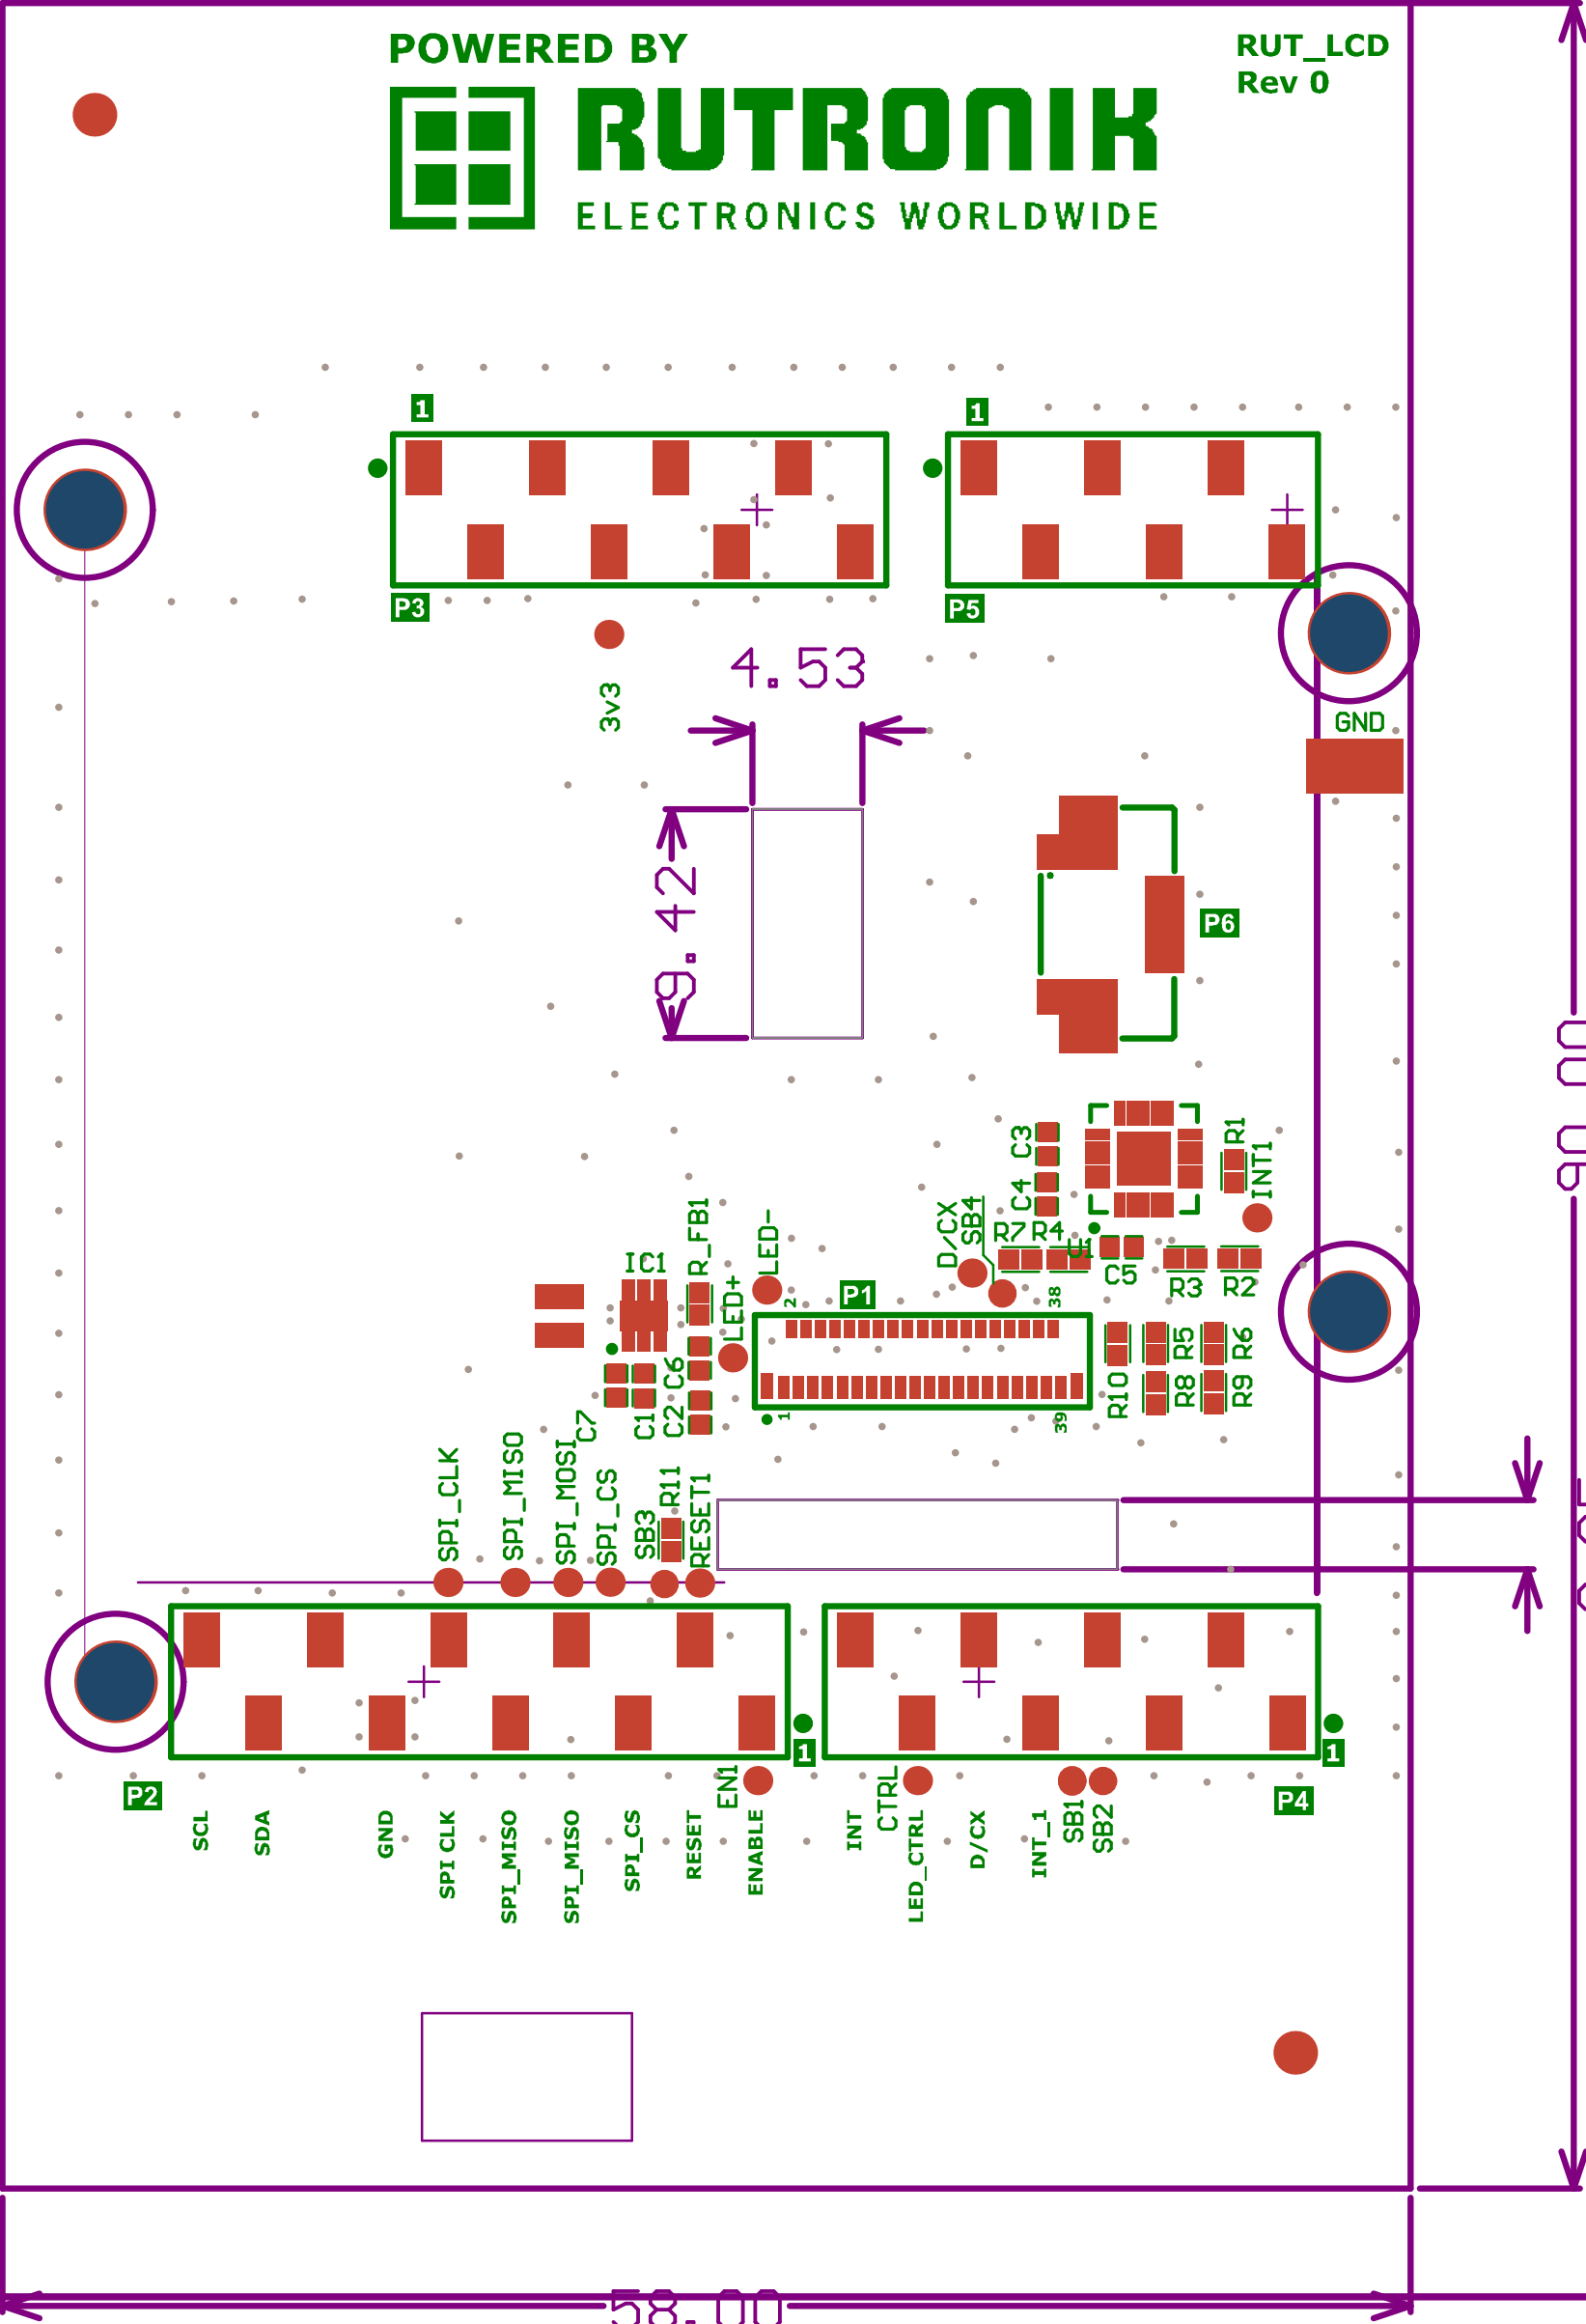 POWERED BY
RUT_LCD
Rev 0
RUTRONIK
ELECTRONICS WORLDWIDE
1
1
P3
P5
3v3
4.53
GND
9.42
P6
90.00
C3
R1
INT1
C4
D/CX
SB4
R7
R4
U1
C5
R3
R2
R_FB1
LED-
IC1
LED+
2
P1
38
R5
R6
C6
R10
R8
R9
C7
C1
C2
1
39
SPI_CLK
SPI_MISO
SPI_MOSI
SPI_CS
SB3
R11
RESET1
1
1
P2
EN1
CTRL
SB1
SB2
P4
SCL
SDA
GND
SPI CLK
SPI_MISO
SPI_MISO
SPI_CS
RESET
ENABLE
INT
LED_CTRL
D/CX
INT_1
58.00